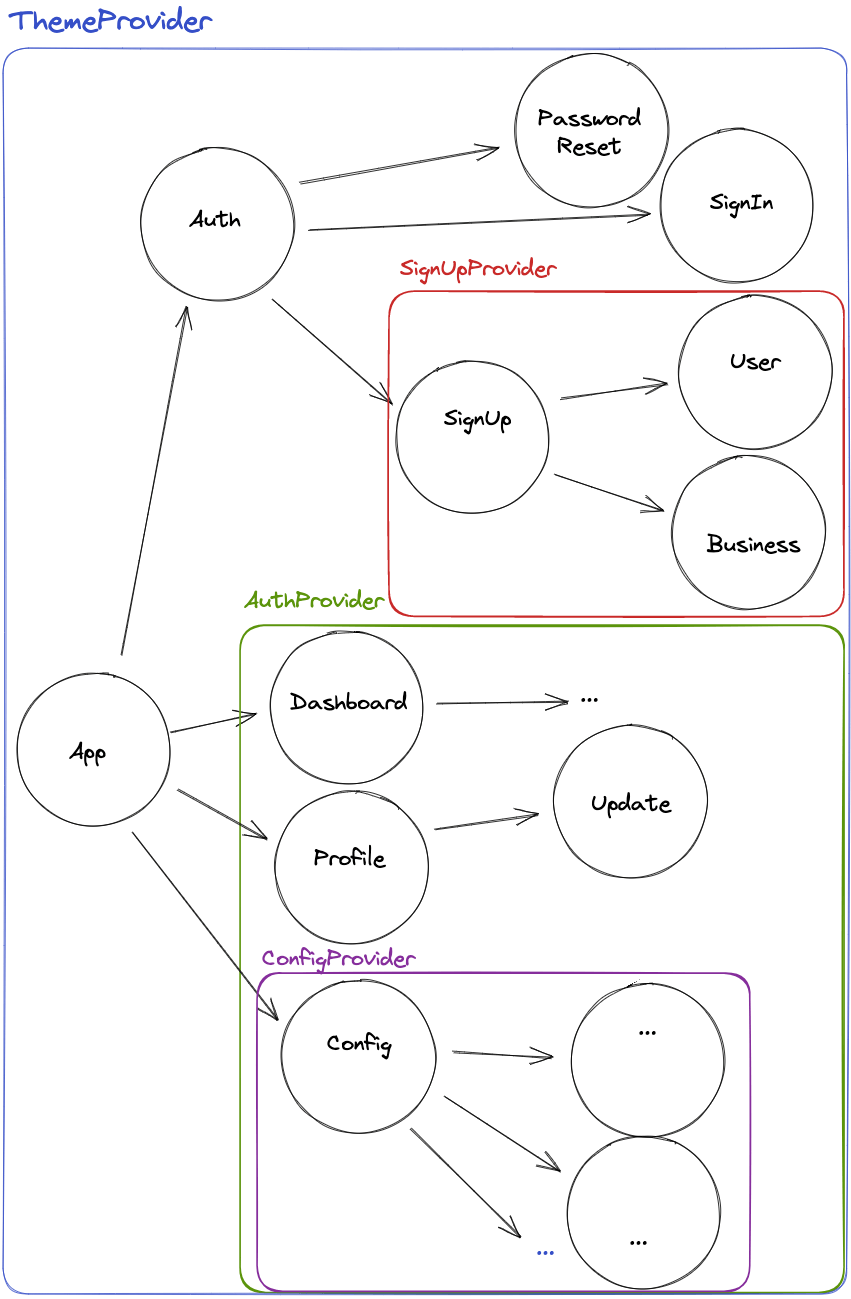 ThemeProvider
Password
Reset
SignIn
Auth
SignUpProvider
User
SignUp
Business
AuthProvider
Dashboard
...
App
Update
Profile
ConfigProvider
...
Config
...
...